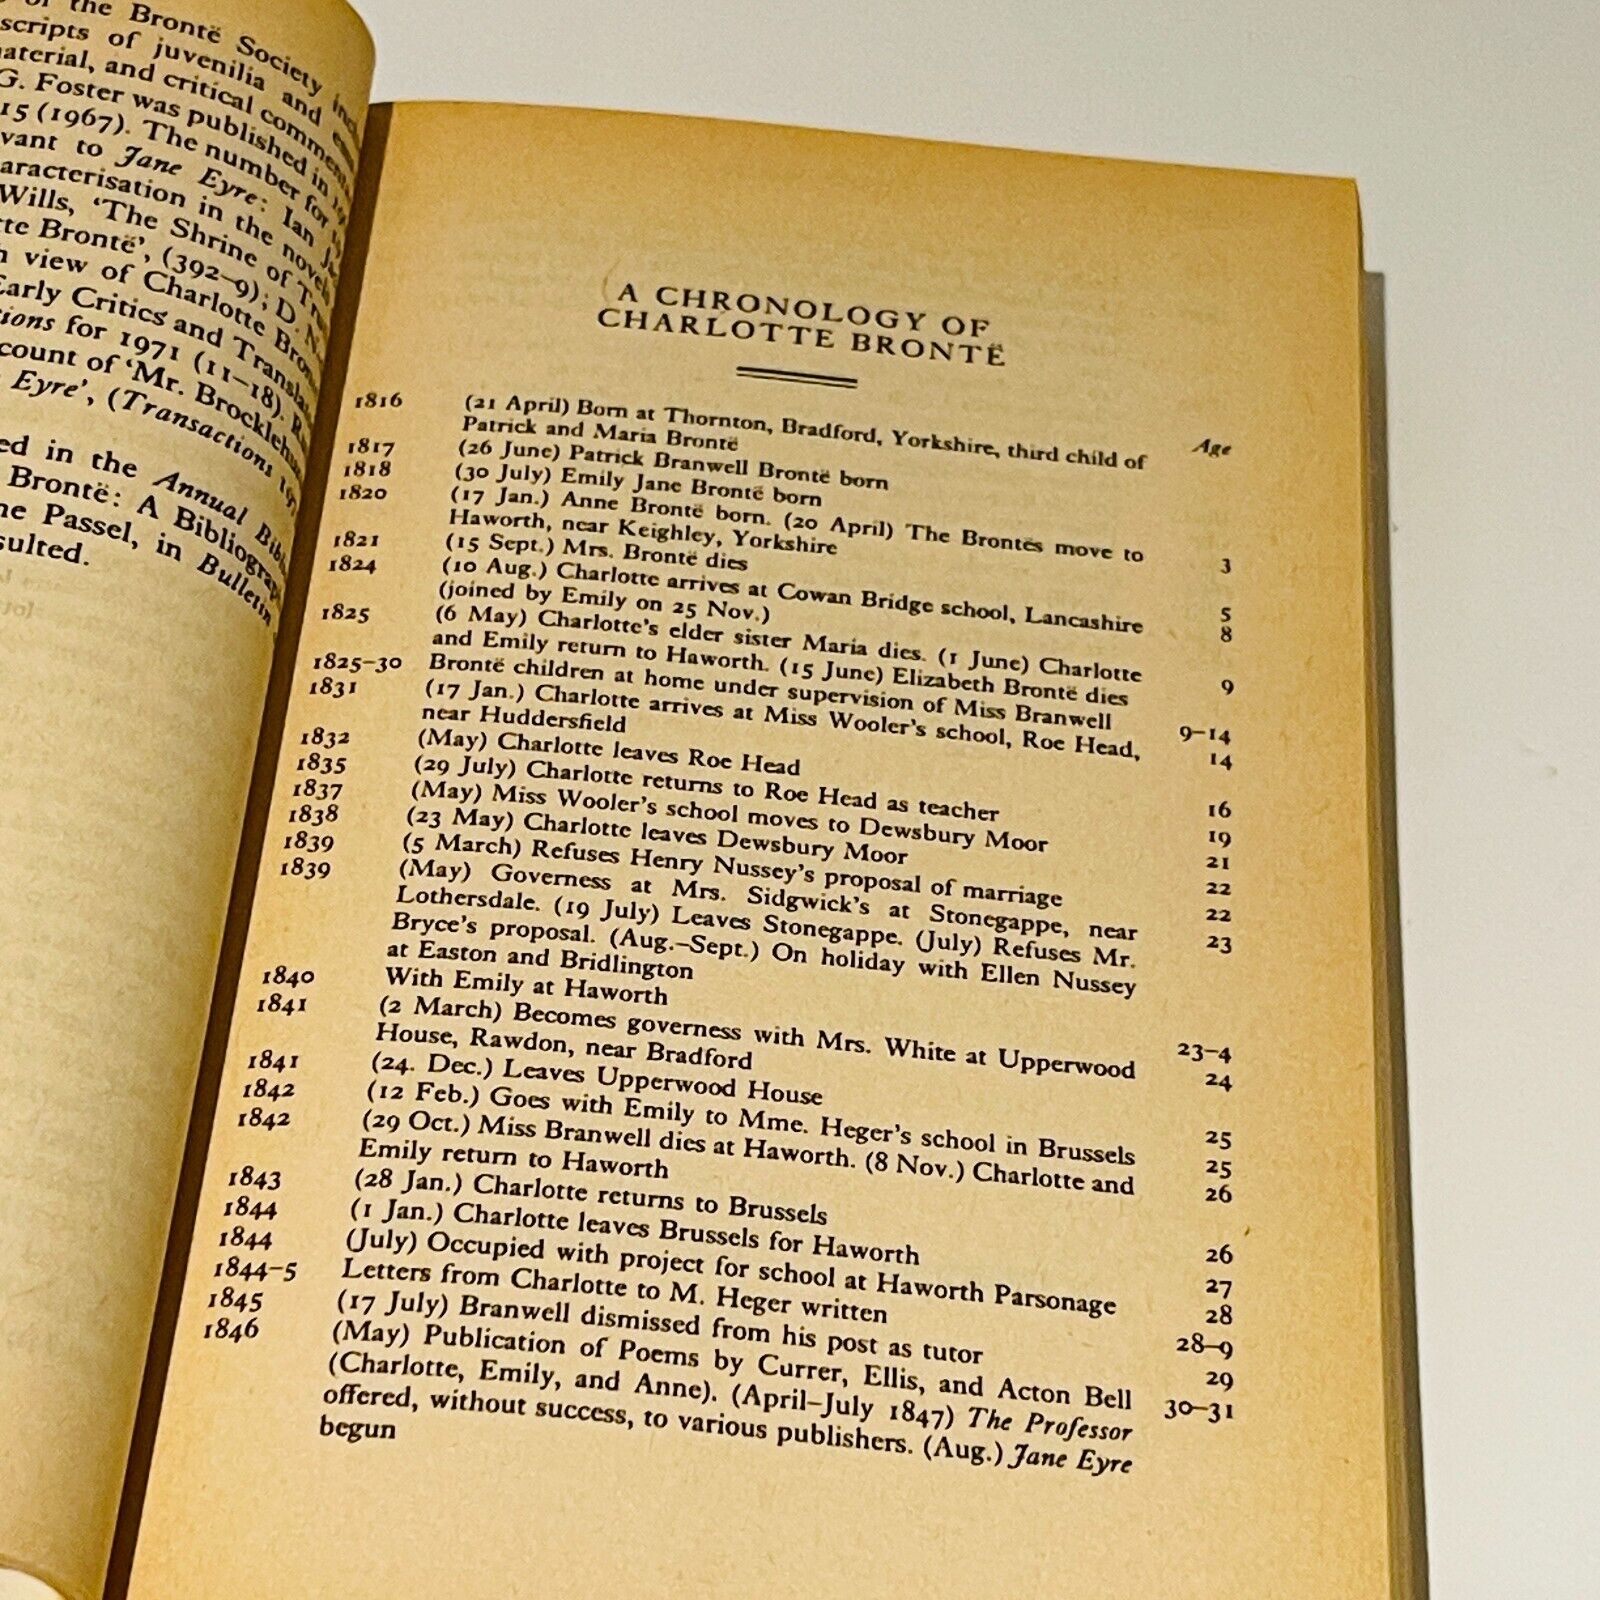 of the Brontë Society
scripts of juvenilia and
material, and critical
G. Foster was published in
15 (1967). The number for
vant to Jane Eyre: Ian
aracterisation in the novels
Wills, 'The Shrine of
tte Brontë', (392–9); D.
view of Charlotte
Early Critics and
tions for 1971 (11–18).
count of 'Mr.
Eyre', (Transactions
ed in the Annual
Brontë: A
ne Passel, in Bulletin
sulted.
A CHRONOLOGY OF
CHARLOTTE BRONTË
Age
1816 (21 April) Born at Thornton, Bradford, Yorkshire, third child of
Patrick and Maria Brontë
1817 (26 June) Patrick Branwell Brontë born
1818 (30 July) Emily Jane Brontë born
1820 (17 Jan.) Anne Brontë born. (20 April) The Brontës move to
Haworth, near Keighley, Yorkshire 3
1821 (15 Sept.) Mrs. Brontë dies 5
1824 (10 Aug.) Charlotte arrives at Cowan Bridge school, Lancashire 8
(joined by Emily on 25 Nov.)
1825 (6 May) Charlotte's elder sister Maria dies. (1 June) Charlotte
and Emily return to Haworth. (15 June) Elizabeth Brontë dies 9
1825–30 Brontë children at home under supervision of Miss Branwell 9–14
1831 (17 Jan.) Charlotte arrives at Miss Wooler's school, Roe Head, 14
near Huddersfield
1832 (May) Charlotte leaves Roe Head 16
1835 (29 July) Charlotte returns to Roe Head as teacher 19
1837 (May) Miss Wooler's school moves to Dewsbury Moor 21
1838 (23 May) Charlotte leaves Dewsbury Moor 22
1839 (5 March) Refuses Henry Nussey's proposal of marriage 22
1839 (May) Governess at Mrs. Sidgwick's at Stonegappe, near 23
Lothersdale. (19 July) Leaves Stonegappe. (July) Refuses Mr.
Bryce's proposal. (Aug.–Sept.) On holiday with Ellen Nussey
at Easton and Bridlington
1840 With Emily at Haworth 23–4
1841 (2 March) Becomes governess with Mrs. White at Upperwood 24
House, Rawdon, near Bradford
1841 (24. Dec.) Leaves Upperwood House 25
1842 (12 Feb.) Goes with Emily to Mme. Heger's school in Brussels 25
1842 (29 Oct.) Miss Branwell dies at Haworth. (8 Nov.) Charlotte and 26
Emily return to Haworth
1843 (28 Jan.) Charlotte returns to Brussels 26
1844 (1 Jan.) Charlotte leaves Brussels for Haworth 27
1844 (July) Occupied with project for school at Haworth Parsonage 28
1844–5 Letters from Charlotte to M. Heger written 28–9
1845 (17 July) Branwell dismissed from his post as tutor 29
1846 (May) Publication of Poems by Currer, Ellis, and Acton Bell 30–31
(Charlotte, Emily, and Anne). (April–July 1847) The Professor
offered, without success, to various publishers. (Aug.) Jane Eyre
begun